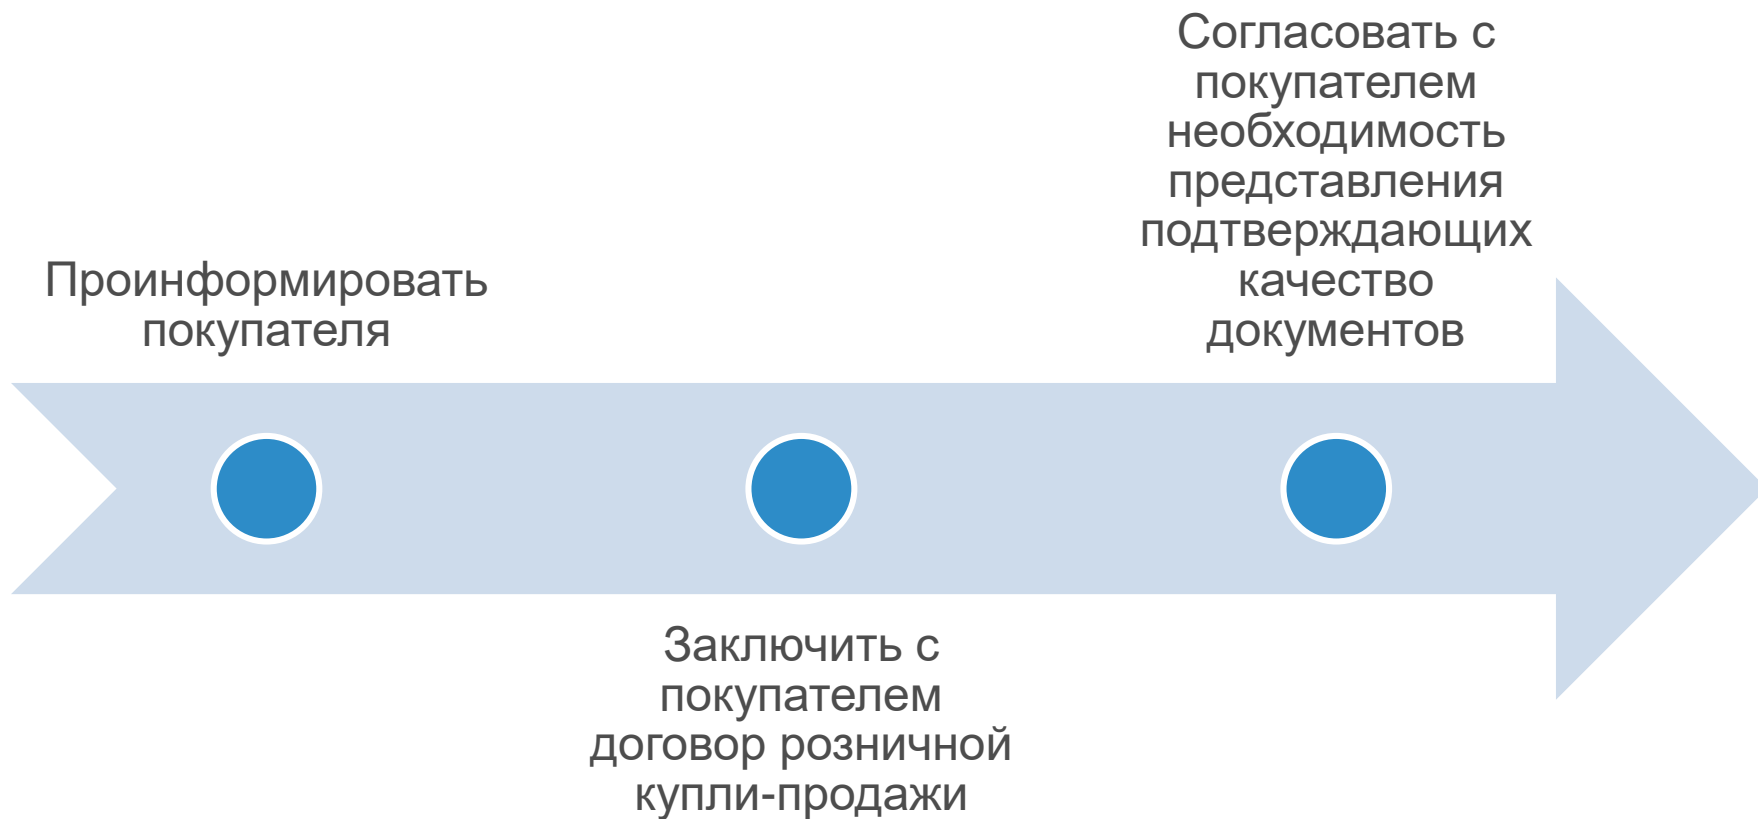 Проинформировать
покупателя
Заключить с
покупателем
договор розничной
купли-продажи
Согласовать с
покупателем
необходимость
представления
подтверждающих
качество
документов